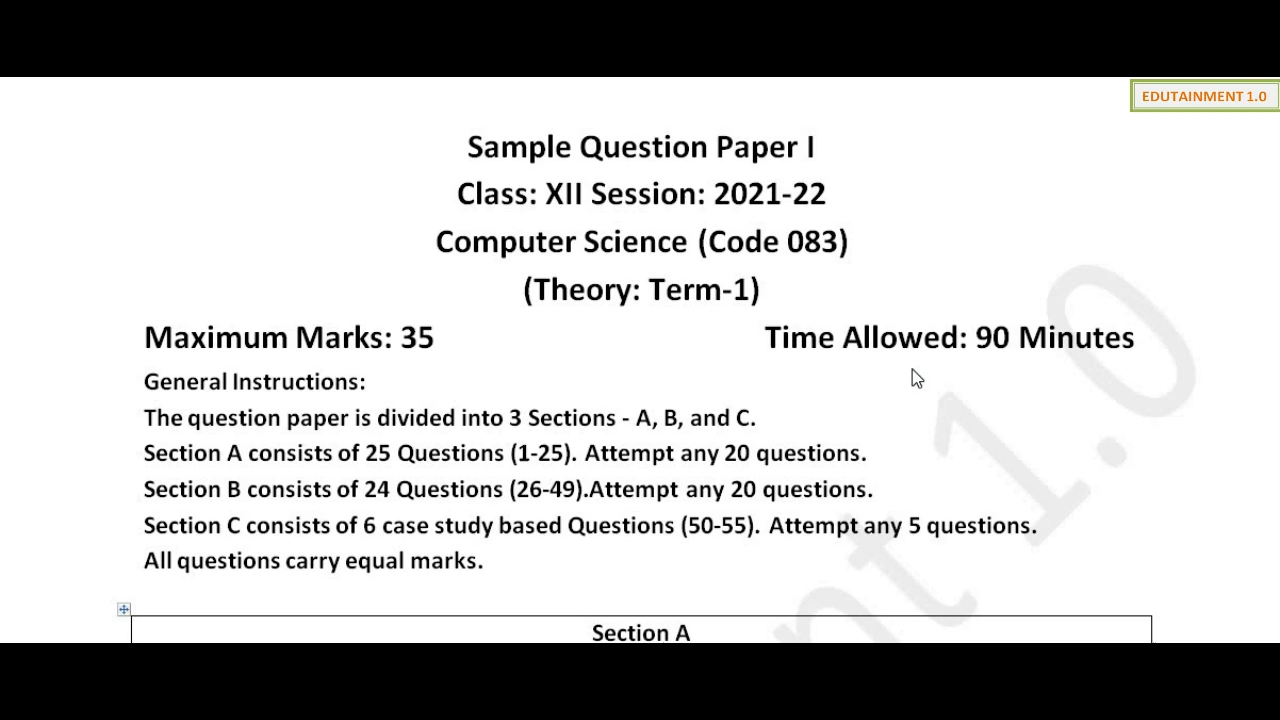 EDUTAINMENT 1.0
Sample Question Paper I
Class: XII Session: 2021-22
Computer Science (Code 083)
(Theory: Term-1)
Maximum Marks: 35 Time Allowed: 90 Minutes
General Instructions:
The question paper is divided into 3 Sections - A, B, and C.
Section A consists of 25 Questions (1-25). Attempt any 20 questions.
Section B consists of 24 Questions (26-49).Attempt any 20 questions.
Section C consists of 6 case study based Questions (50-55). Attempt any 5 questions.
All questions carry equal marks.
Section A
nt 1.0